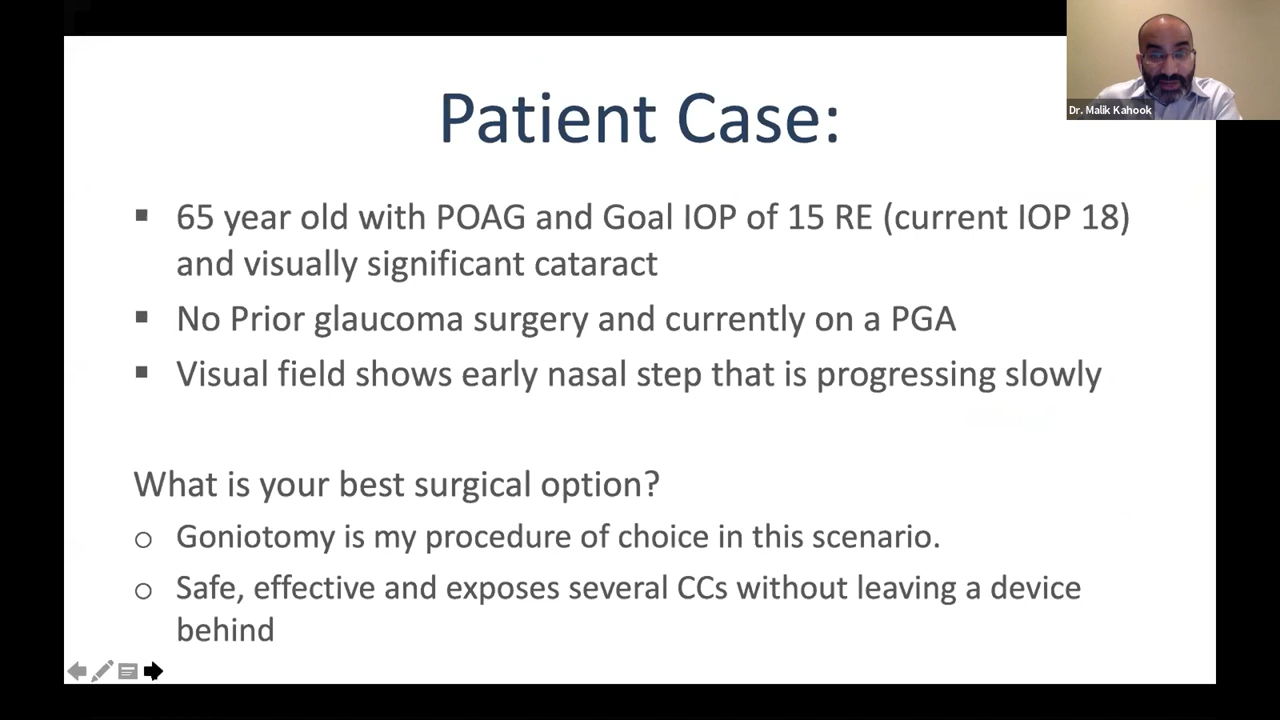 Dr. Malik Kahook
Patient Case:
▪ 65 year old with POAG and Goal IOP of 15 RE (current IOP 18)
and visually significant cataract
▪ No Prior glaucoma surgery and currently on a PGA
▪ Visual field shows early nasal step that is progressing slowly
What is your best surgical option?
o Goniotomy is my procedure of choice in this scenario.
o Safe, effective and exposes several CCs without leaving a device
behind